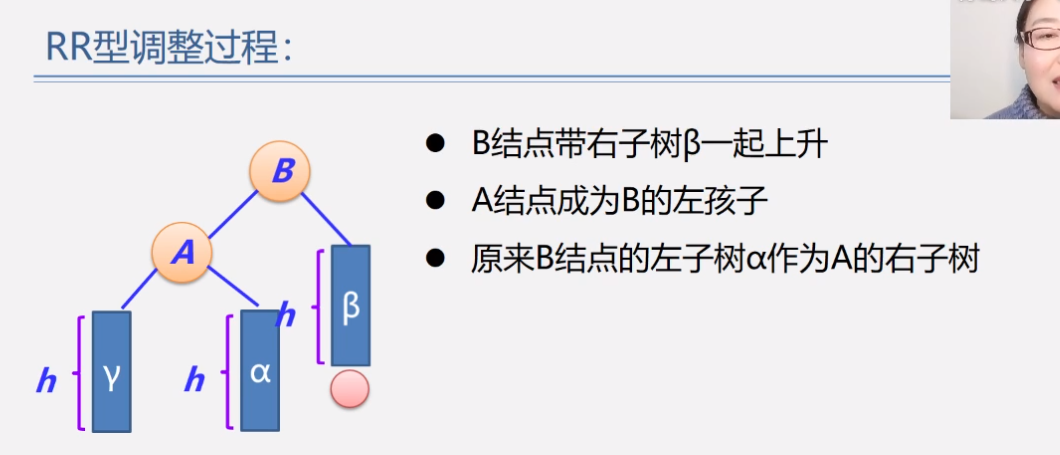 RR型调整过程：
B结点带右子树β一起上升
A结点成为B的左孩子
原来B结点的左子树α作为A的右子树
B
A
h
β
h
γ
h
α